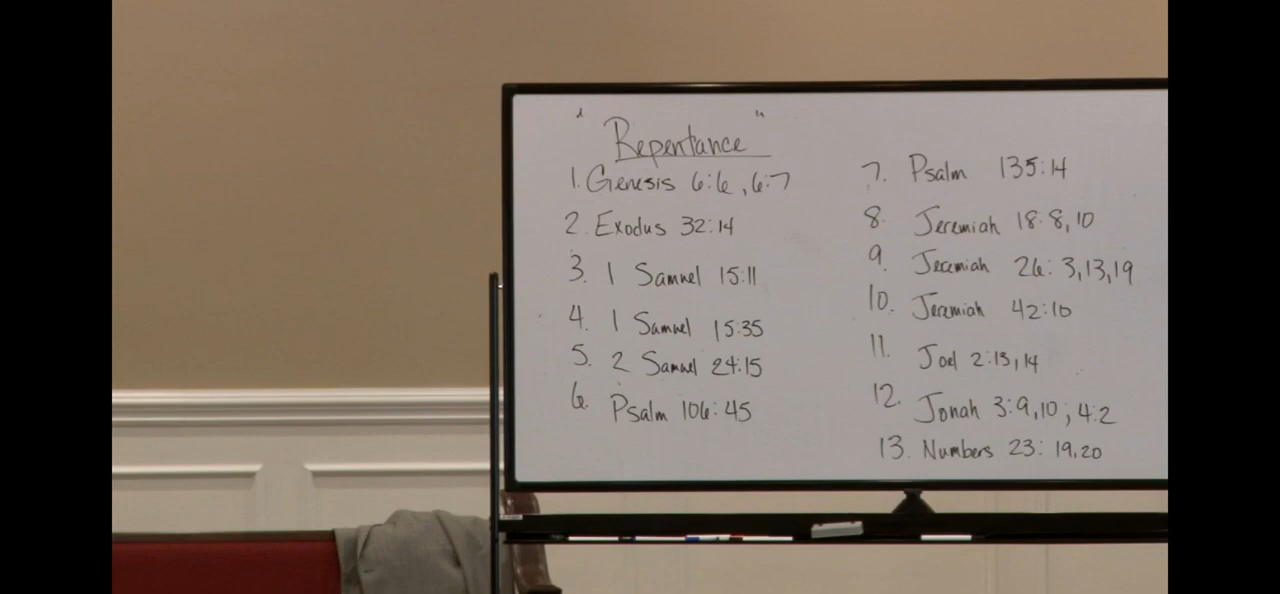 "Repentance"
1. Genesis 6:6, 6:7
2. Exodus 32:14
3. 1 Samuel 15:11
4. 1 Samuel 15:35
5. 2 Samuel 24:15
6. Psalm 106:45
7. Psalm 135:14
8. Jeremiah 18:8,10
9. Jeremiah 26:3,13,19
10. Jeremiah 42:10
11. Joel 2:13,14
12. Jonah 3:9,10; 4:2
13. Numbers 23:19,20